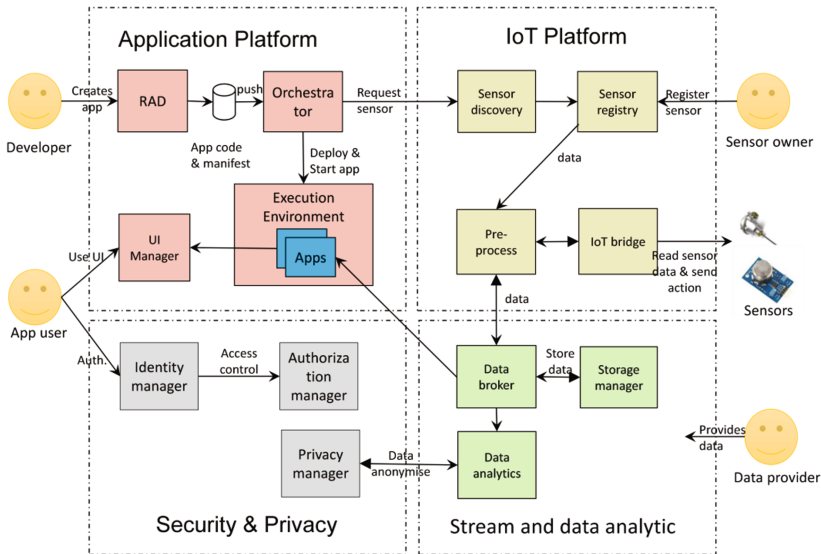 Application Platform
IoT Platform
Creates
app
RAD
push
Orchestra
tor
Request
sensor
Sensor
discovery
Sensor
registry
Register
sensor
Developer
App code
& manifest
Deploy &
Start app
data
Sensor owner
Execution
Environment
Apps
UI
Manager
Use UI
Pre-
process
IoT bridge
Read sensor
data & send
action
Sensors
App user
data
Auth.
Identity
manager
Access
control
Authoriza
tion
manager
Data
broker
Store
data
Storage
manager
Provides
data
Privacy
manager
Data
anonymise
Data
analytics
Data provider
Security & Privacy
Stream and data analytic